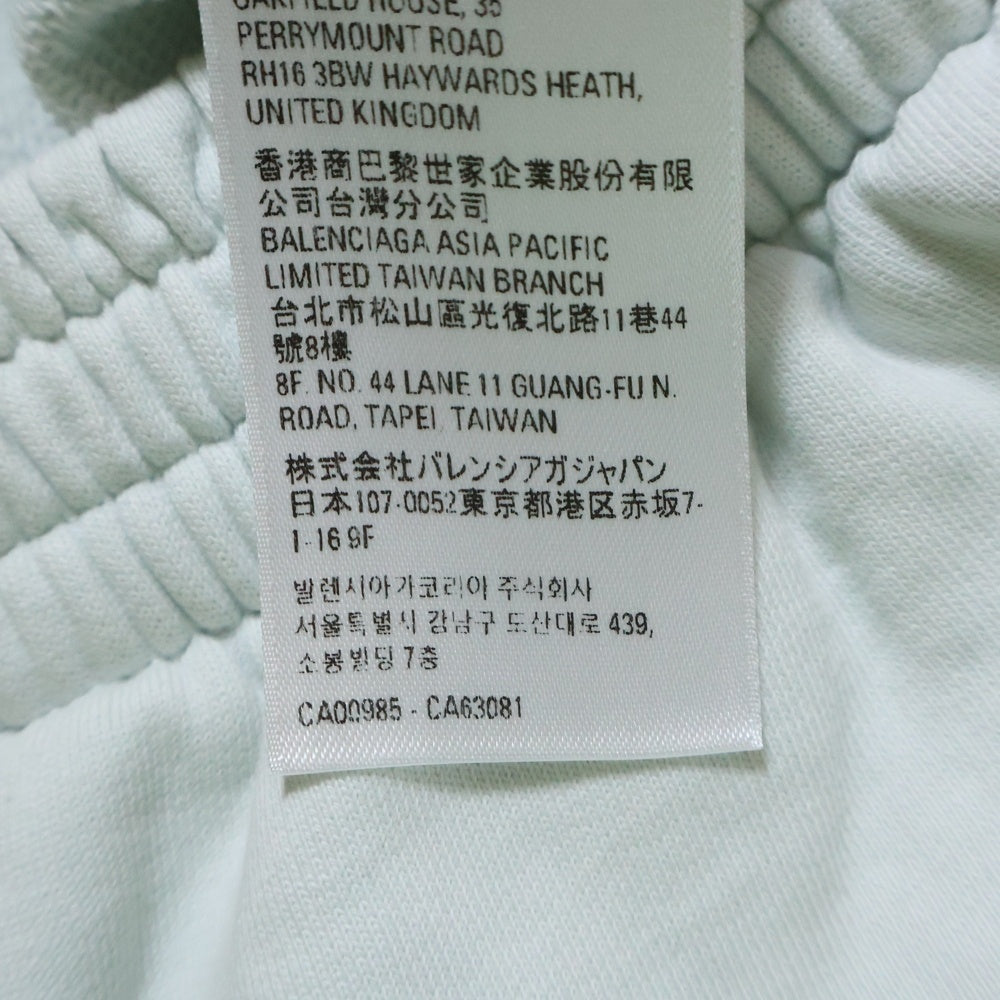 OAKFIELD HOUSE, 35
PERRYMOUNT ROAD
RH16 3BW HAYWARDS HEATH,
UNITED KINGDOM
香港商巴黎世家企業股份有限
公司台灣分公司
BALENCIAGA ASIA PACIFIC
LIMITED TAIWAN BRANCH
台北市松山區光復北路11巷44
號8樓
8F. NO. 44 LANE 11 GUANG-FU N.
ROAD, TAPEI, TAIWAN
株式会社バレンシアガジャパン
日本107-0052東京都港区赤坂7-
1-16 9F
발렌시아가코리아 주식회사
서울특별시 강남구 도산대로 439,
소봉빌딩 7층
CA00985 - CA63081